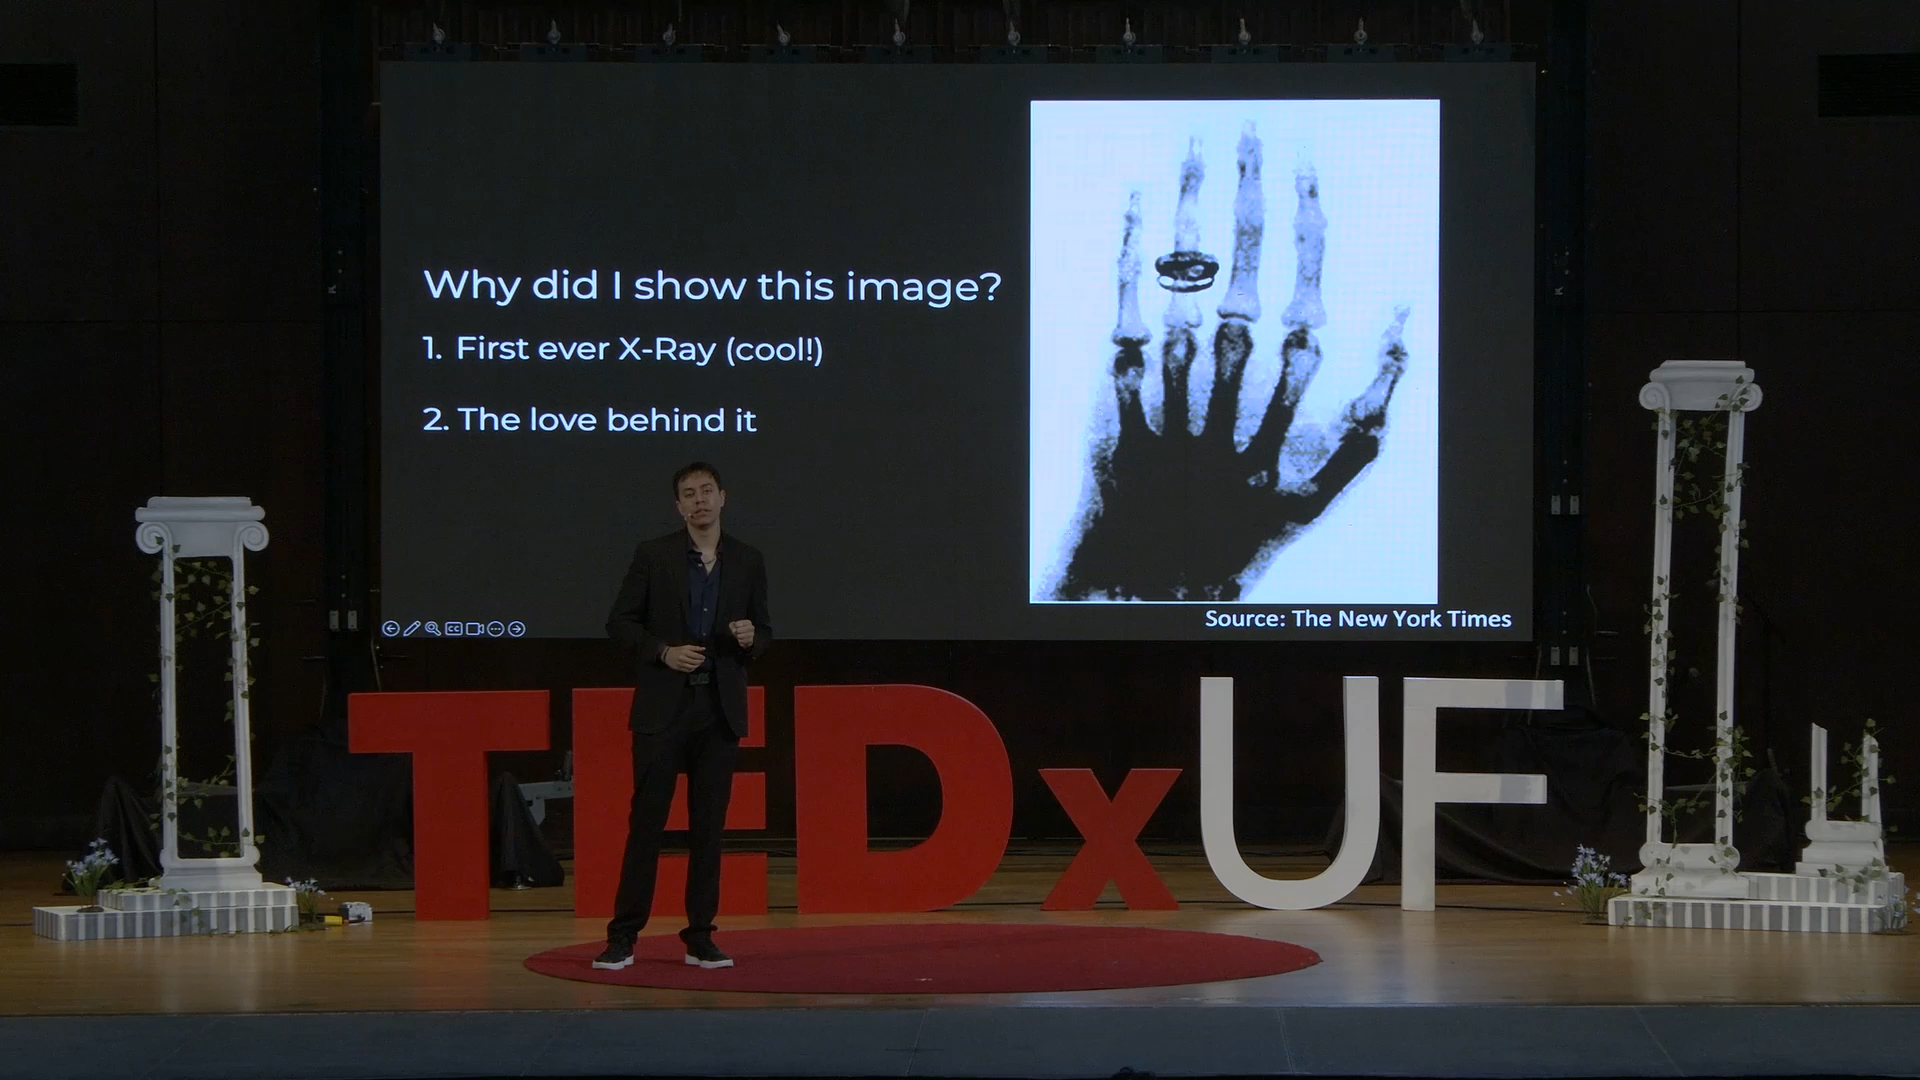 Why did I show this image?
1. First ever X-Ray (cool!)
2. The love behind it
Source: The New York Times
CC
TEDxUF